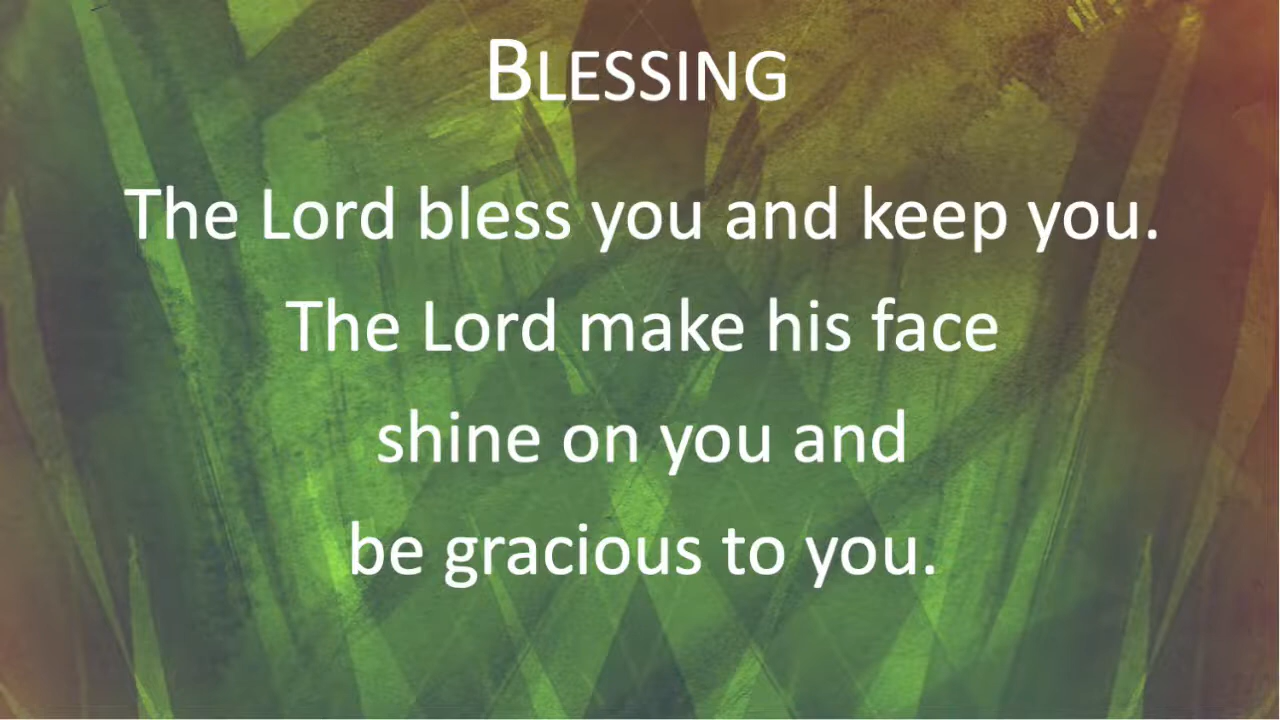 BLESSING
The Lord bless you and keep you.
The Lord make his face
shine on you and
be gracious to you.